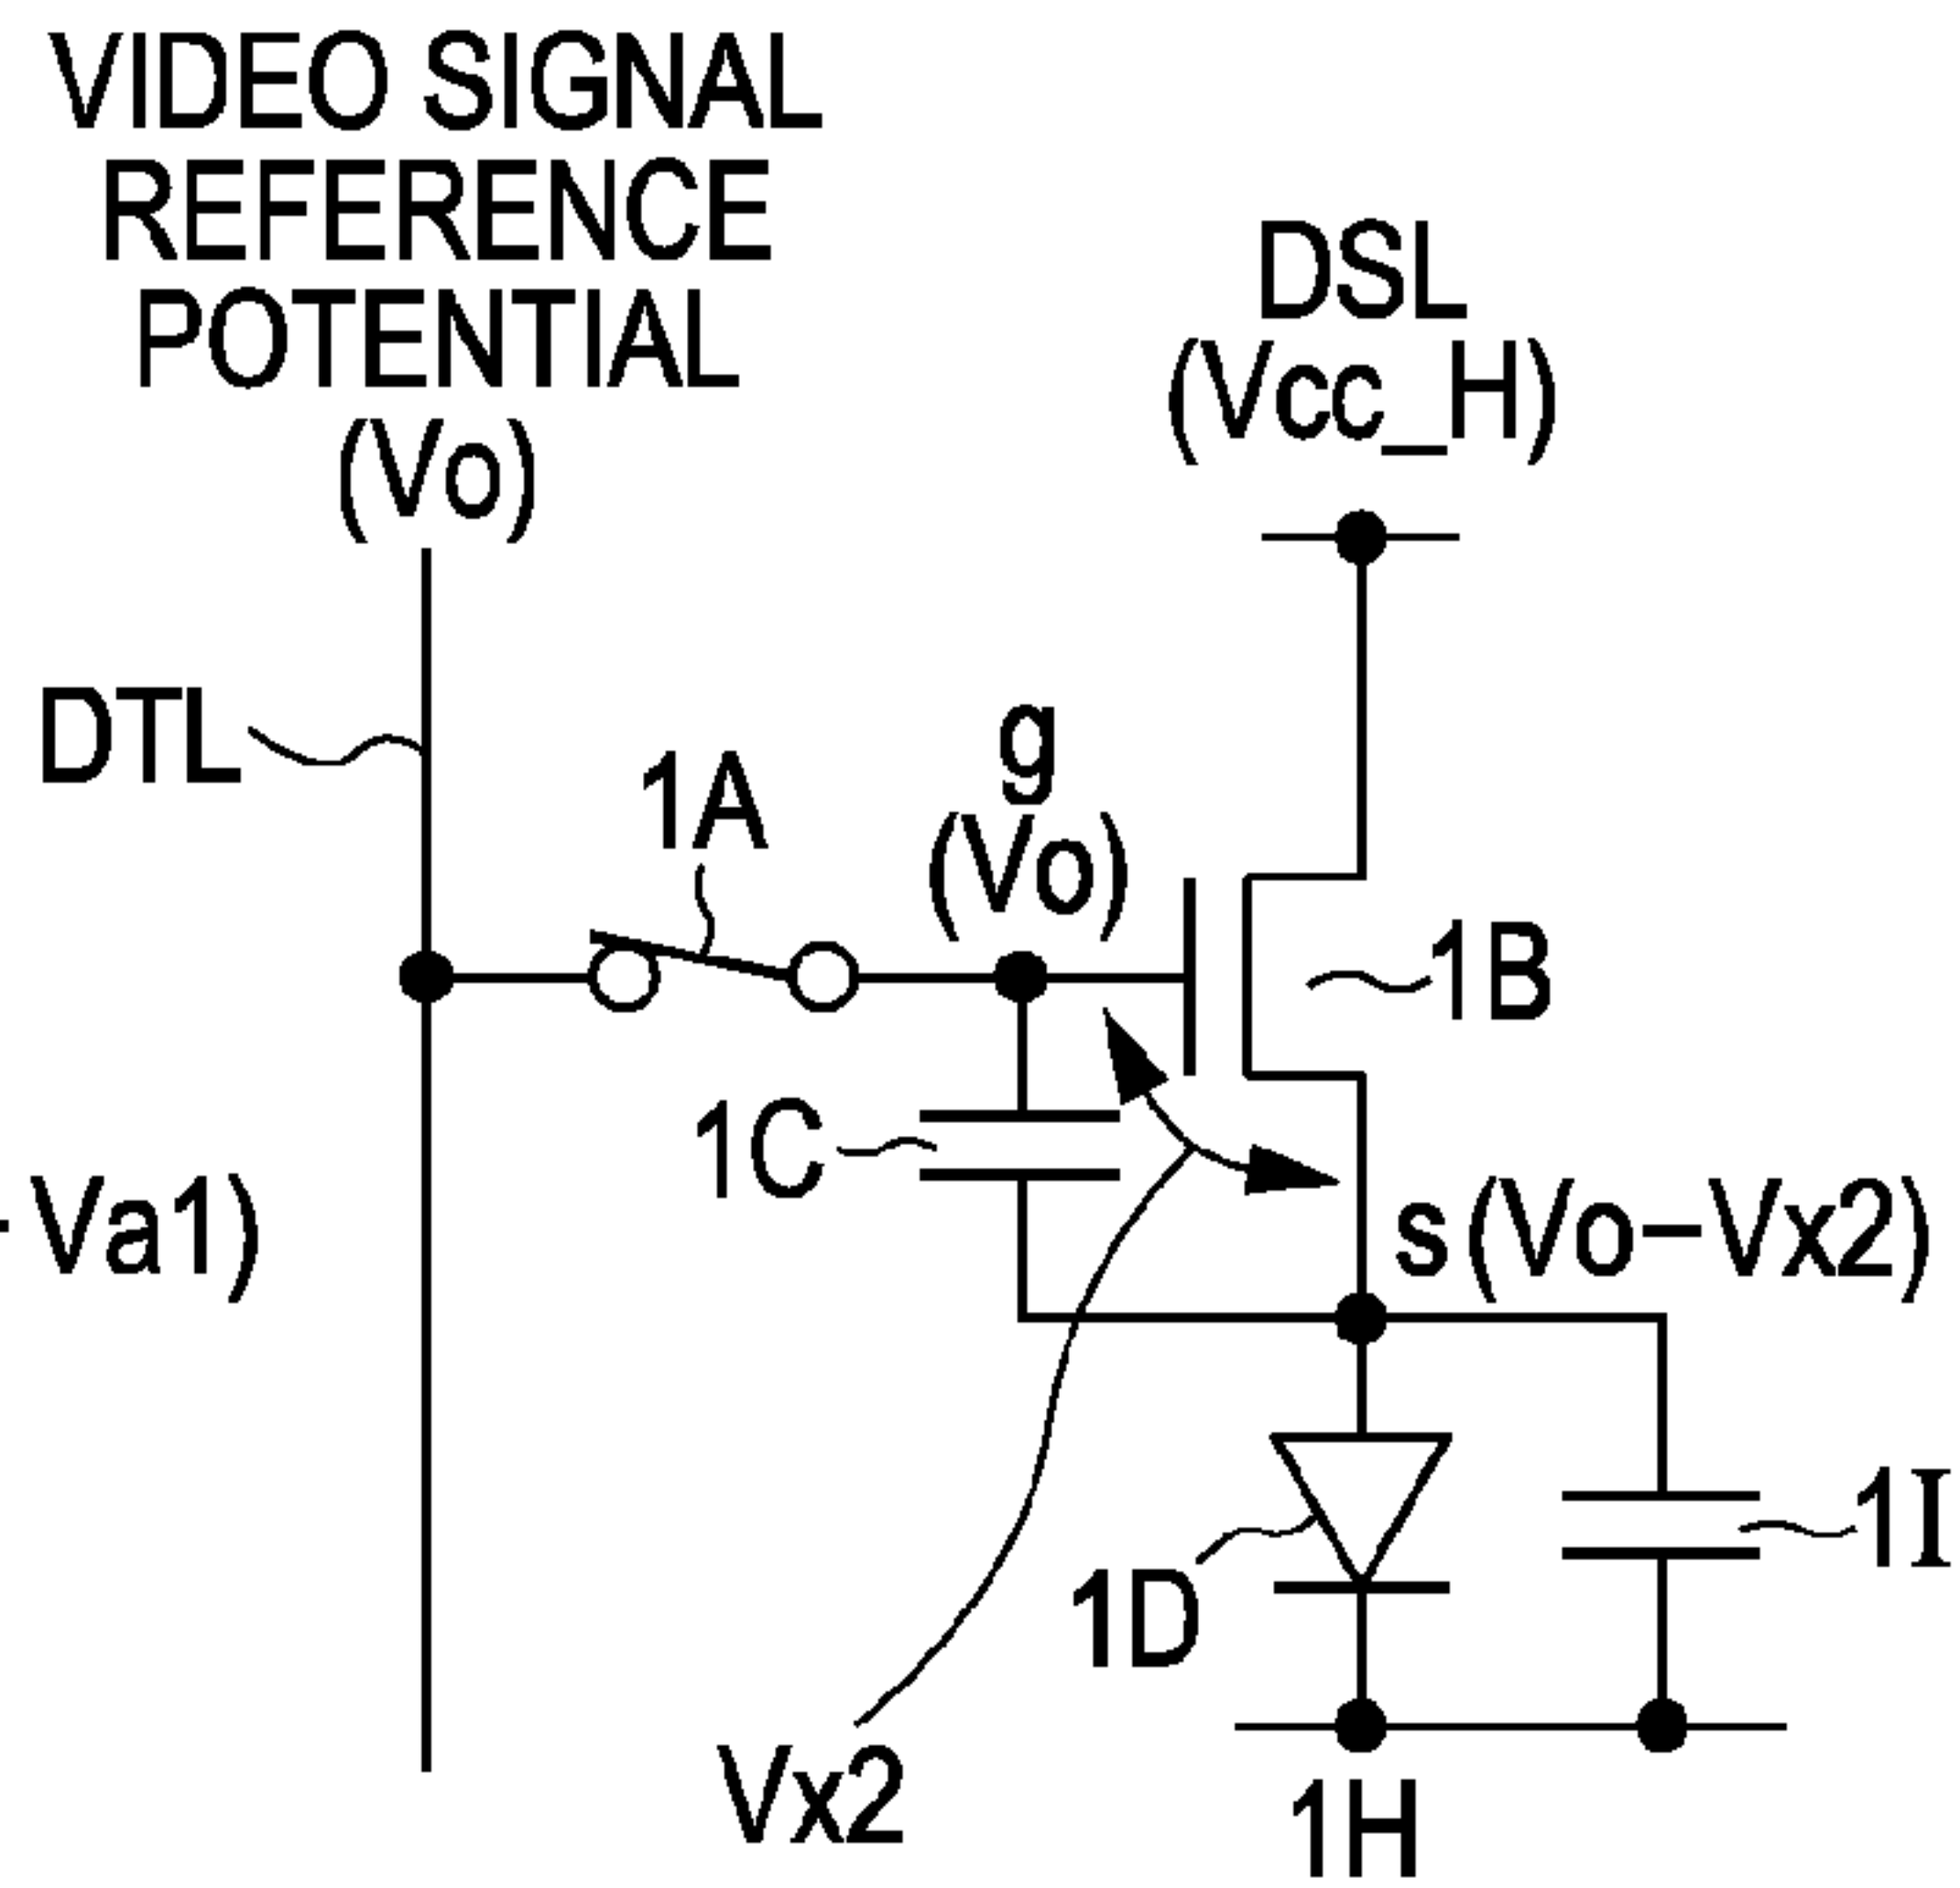 VIDEO SIGNAL
REFERENCE
POTENTIAL
(Vo)
DSL
(Vcc_H)
DTL
1A
g
(Vo)
1B
1C
-Va1)
s(Vo-Vx2)
1D
1I
Vx2
1H